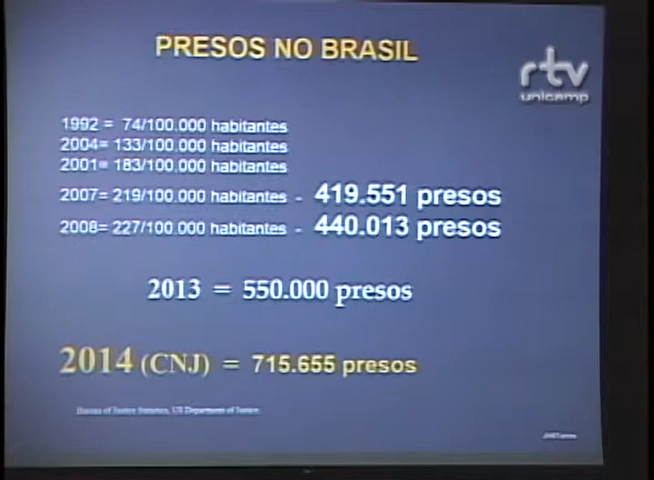 PRESOS NO BRASIL
rtv
unicamp
1992 = 74/100.000 habitantes
2004= 133/100.000 habitantes
2001= 183/100.000 habitantes
2007= 219/100.000 habitantes - 419.551 presos
2008= 227/100.000 habitantes - 440.013 presos
2013 = 550.000 presos
2014 (CNJ) = 715.655 presos
Bureau of Justice Statistics, US Department of Justice